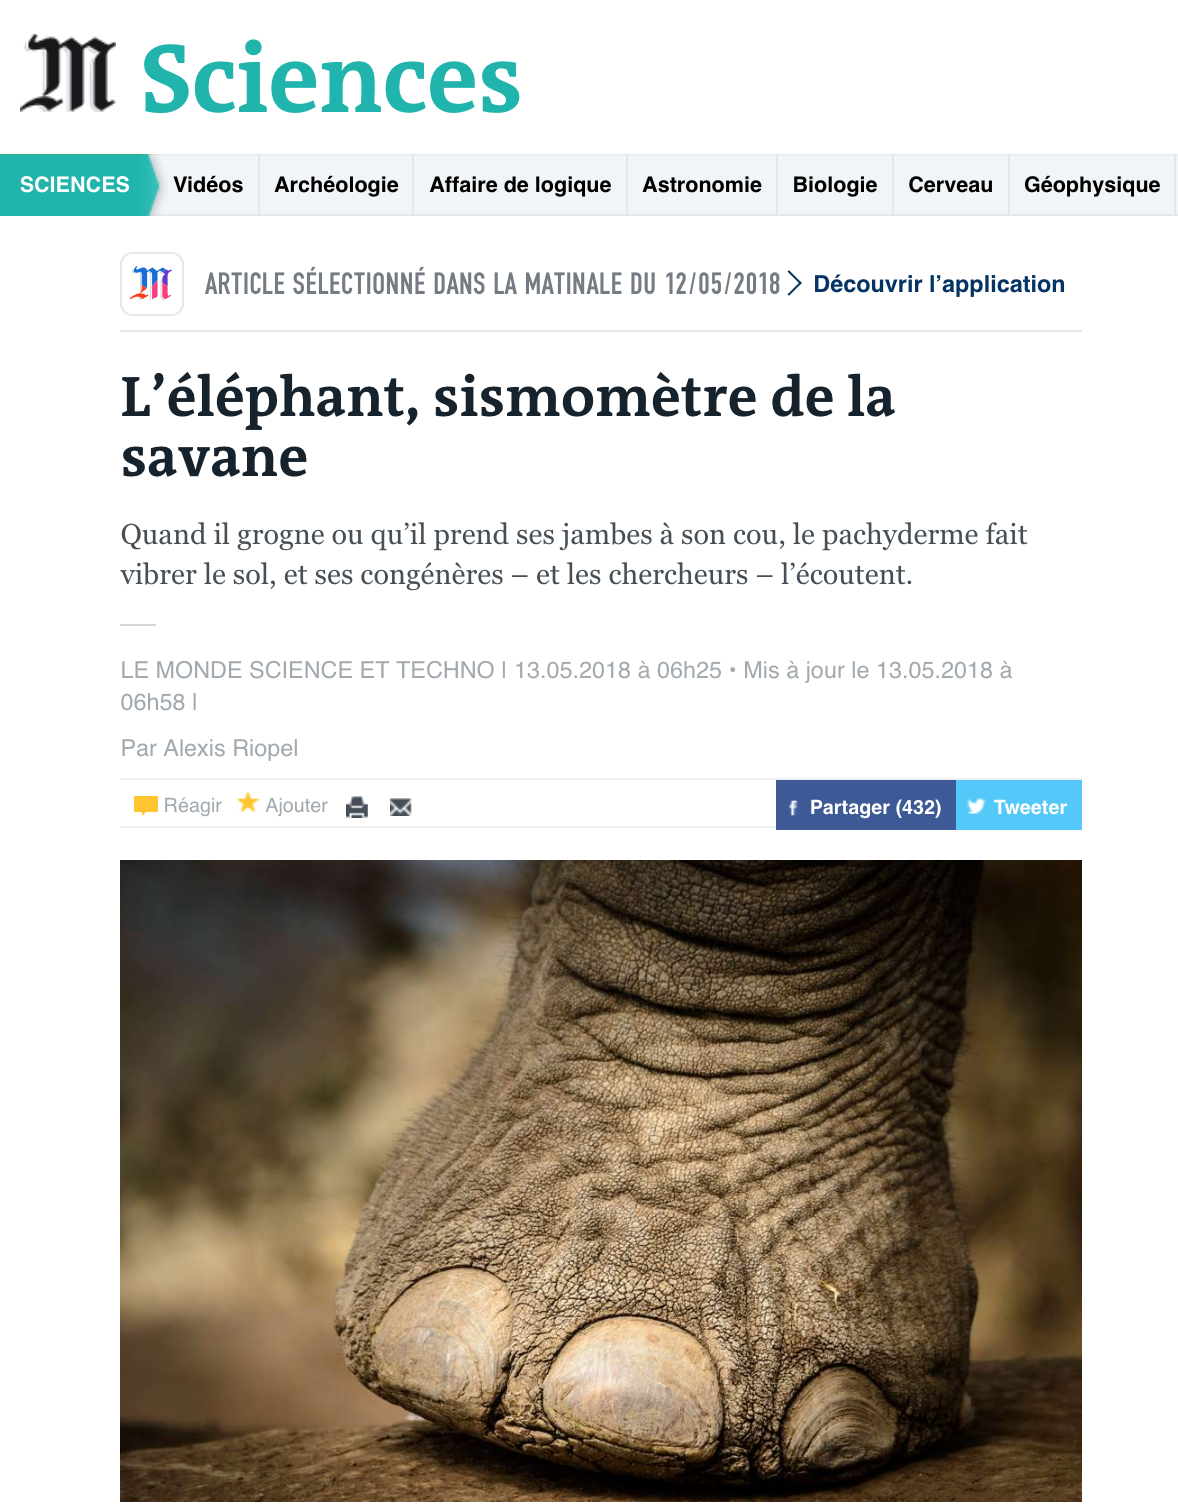 M Sciences
SCIENCES Vidéos Archéologie Affaire de logique Astronomie Biologie Cerveau Géophysique
M ARTICLE SÉLECTIONNÉ DANS LA MATINALE DU 12/05/2018 Découvrir l’application
L’éléphant, sismomètre de la
savane
Quand il grogne ou qu’il prend ses jambes à son cou, le pachyderme fait
vibrer le sol, et ses congénères – et les chercheurs – l’écoutent.
LE MONDE SCIENCE ET TECHNO | 13.05.2018 à 06h25 • Mis à jour le 13.05.2018 à
06h58 |
Par Alexis Riopel
Réagir Ajouter f Partager (432) Tweeter